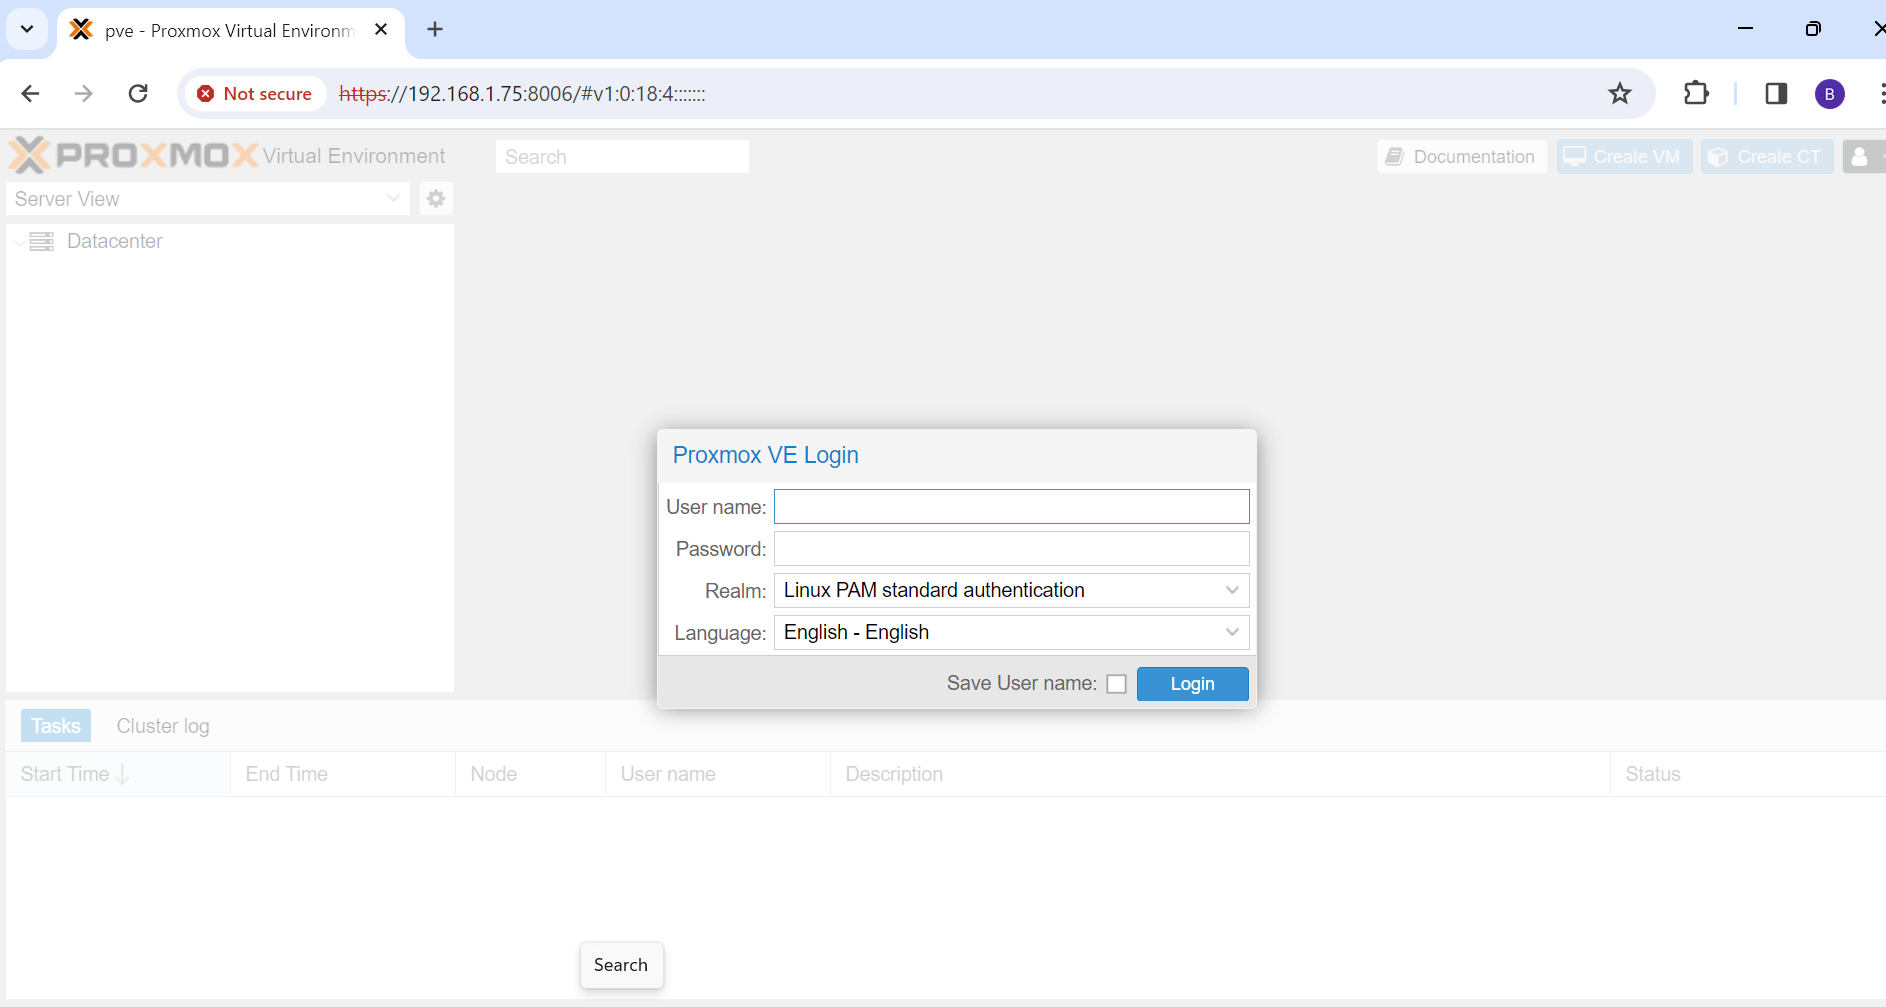 pve - Proxmox Virtual Environm
Not secure
https://192.168.1.75:8006/#v1:0:18:4:::::::
B
PROXMOX Virtual Environment
Search
Documentation
Create VM
Create CT
Server View
Datacenter
Proxmox VE Login
User name:
Password:
Realm: Linux PAM standard authentication
Language: English - English
Save User name:
Login
Tasks
Cluster log
Start Time
End Time
Node
User name
Description
Status
Search